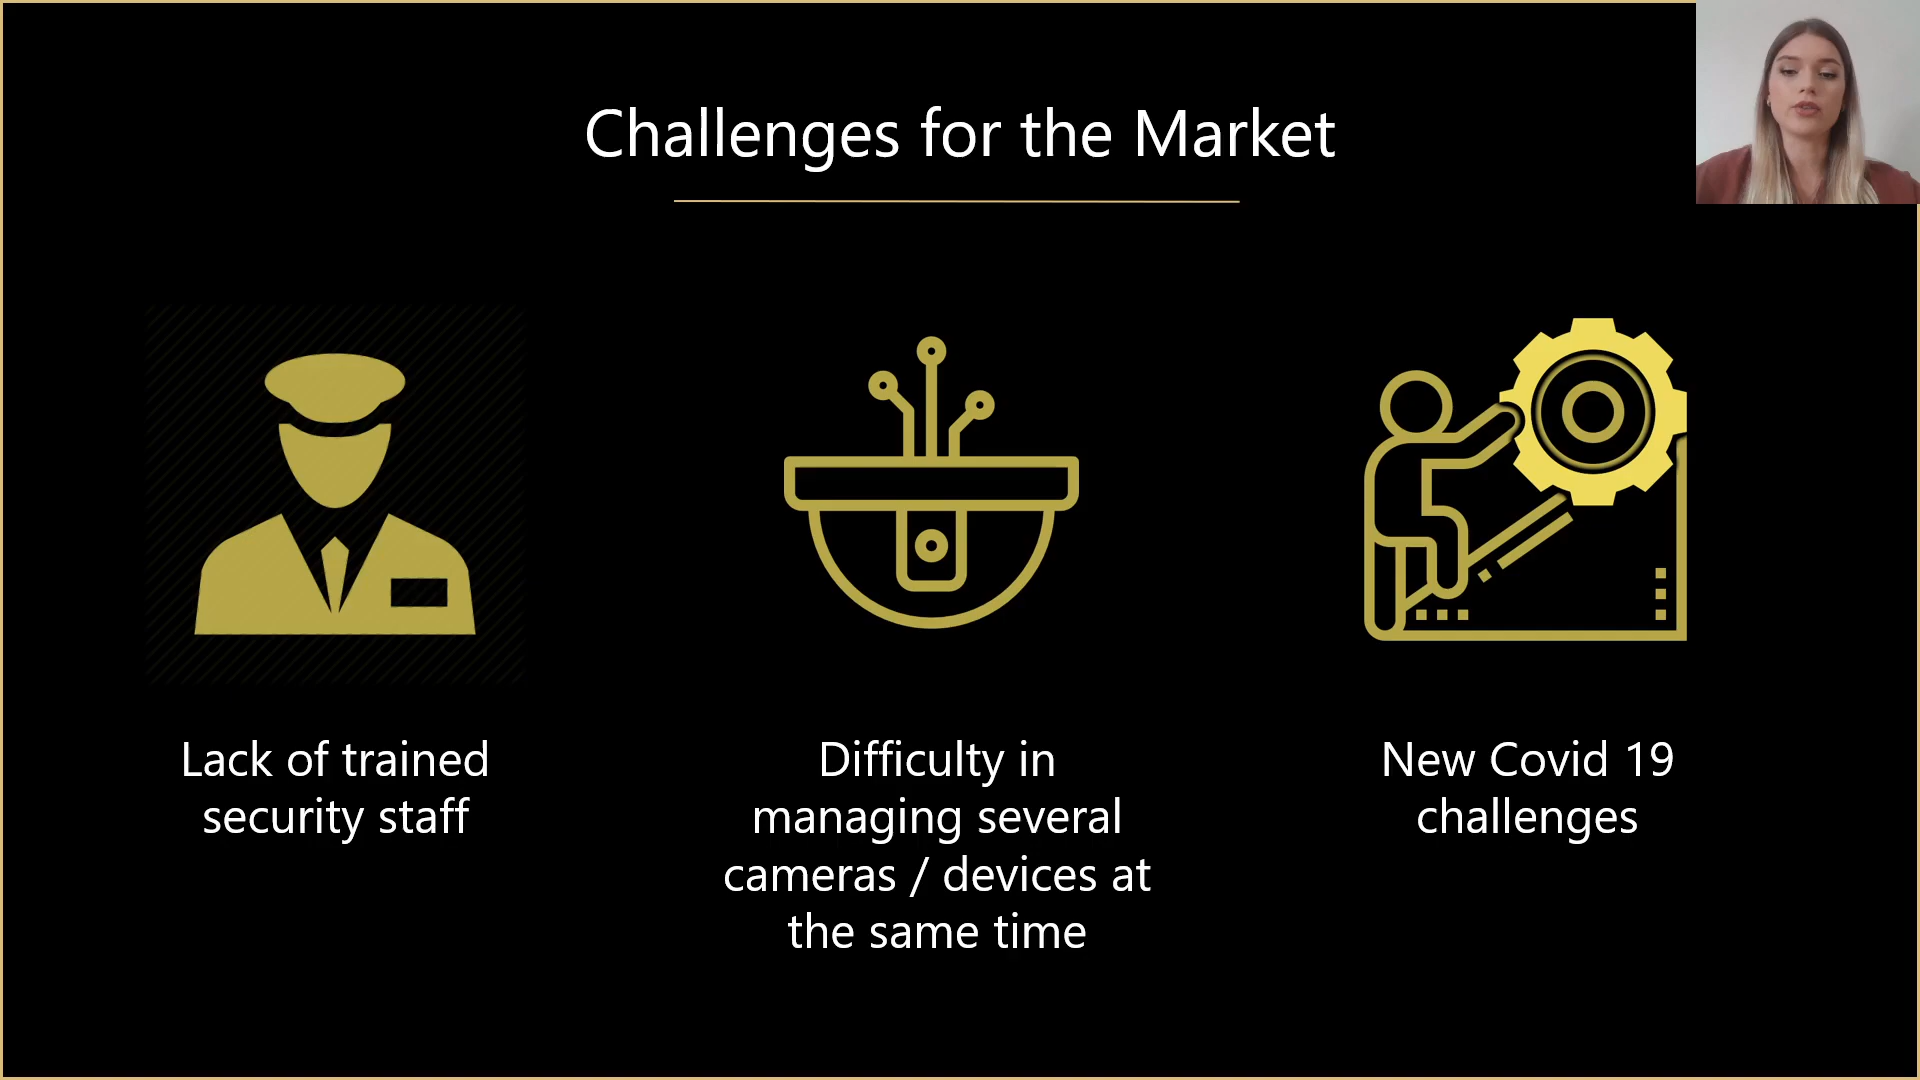 Challenges for the Market
Lack of trained
security staff
Difficulty in
managing several
cameras / devices at
the same time
New Covid 19
challenges